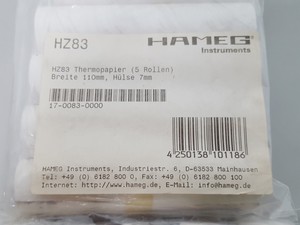 HZ83
HAMEG
Instruments
HZ83 Thermopapier (5 Rollen)
Breite 110mm, Hülse 7mm
17-0083-0000
4 250138 101186
HAMEG Instruments, Industriestr. 6, D-63533 Mainhausen
Tel: +49 (0) 6182 800 0, Fax: +49 (0) 6182 800 100
Internet: http://www.hameg.de, E-Mail: info@hameg.de